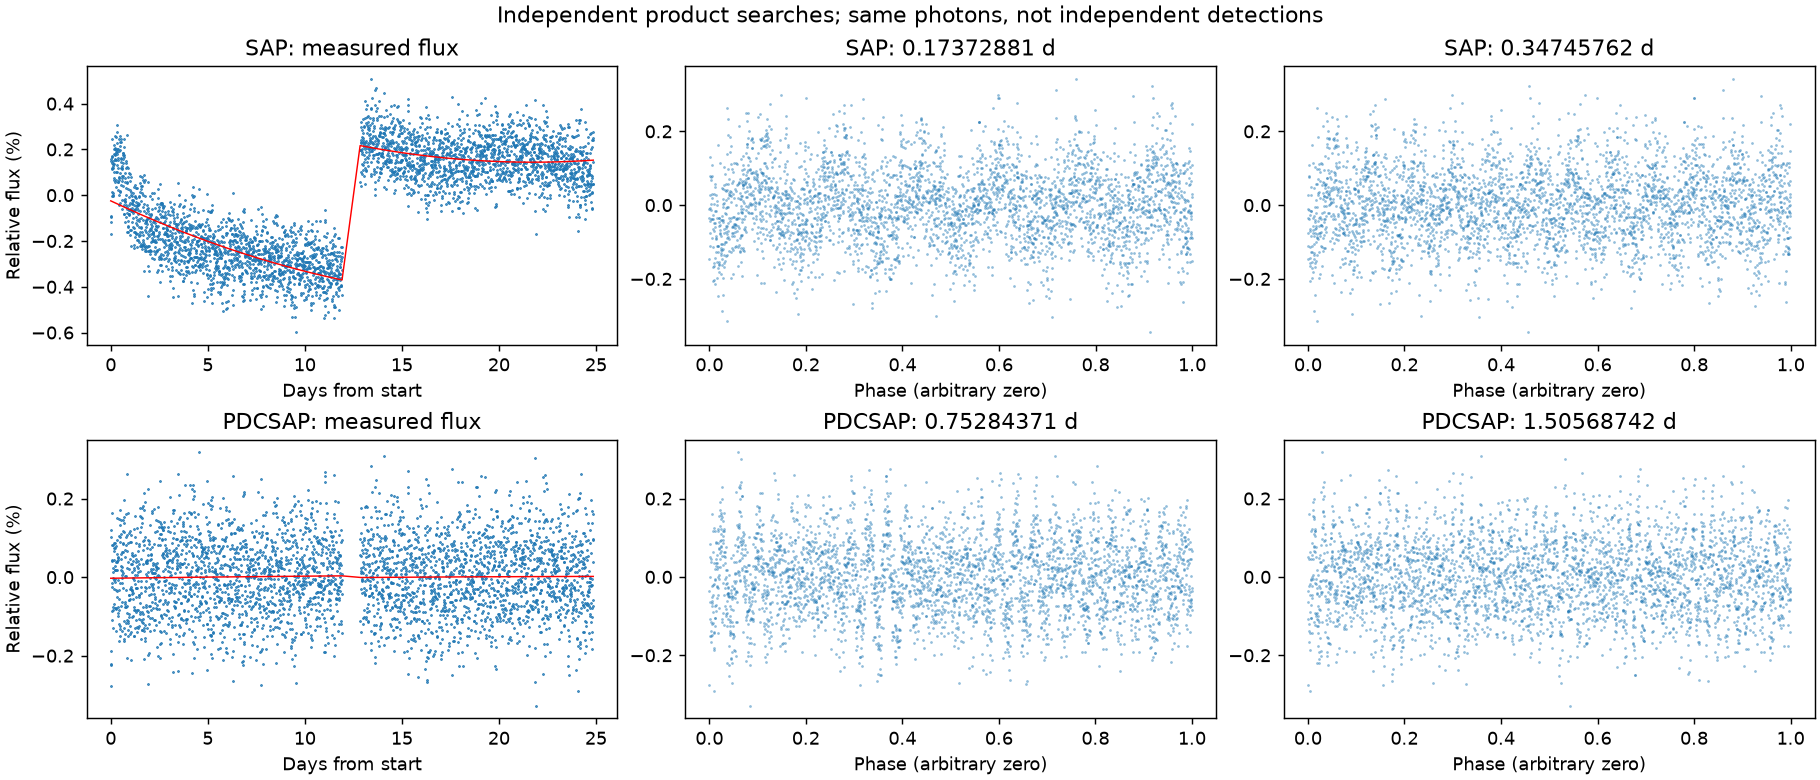 Independent product searches; same photons, not independent detections
SAP: measured flux
SAP: 0.17372881 d
SAP: 0.34745762 d
Relative flux (%)
0.4
0.2
0.0
−0.2
−0.4
−0.6
0.2
0.0
−0.2
0.2
0.0
−0.2
0 5 10 15 20 25
0.0 0.2 0.4 0.6 0.8 1.0
0.0 0.2 0.4 0.6 0.8 1.0
Days from start
Phase (arbitrary zero)
Phase (arbitrary zero)
PDCSAP: measured flux
PDCSAP: 0.75284371 d
PDCSAP: 1.50568742 d
Relative flux (%)
0.2
0.0
−0.2
0.2
0.0
−0.2
0.2
0.0
−0.2
0 5 10 15 20 25
0.0 0.2 0.4 0.6 0.8 1.0
0.0 0.2 0.4 0.6 0.8 1.0
Days from start
Phase (arbitrary zero)
Phase (arbitrary zero)